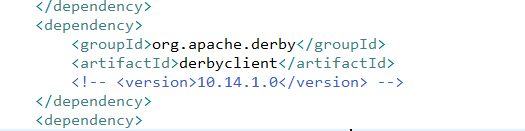 </dependency>
<dependency>
<groupId>org.apache.derby</groupId>
<artifactId>derbyclient</artifactId>
<!-- <version>10.14.1.0</version> -->
</dependency>
<dependency>